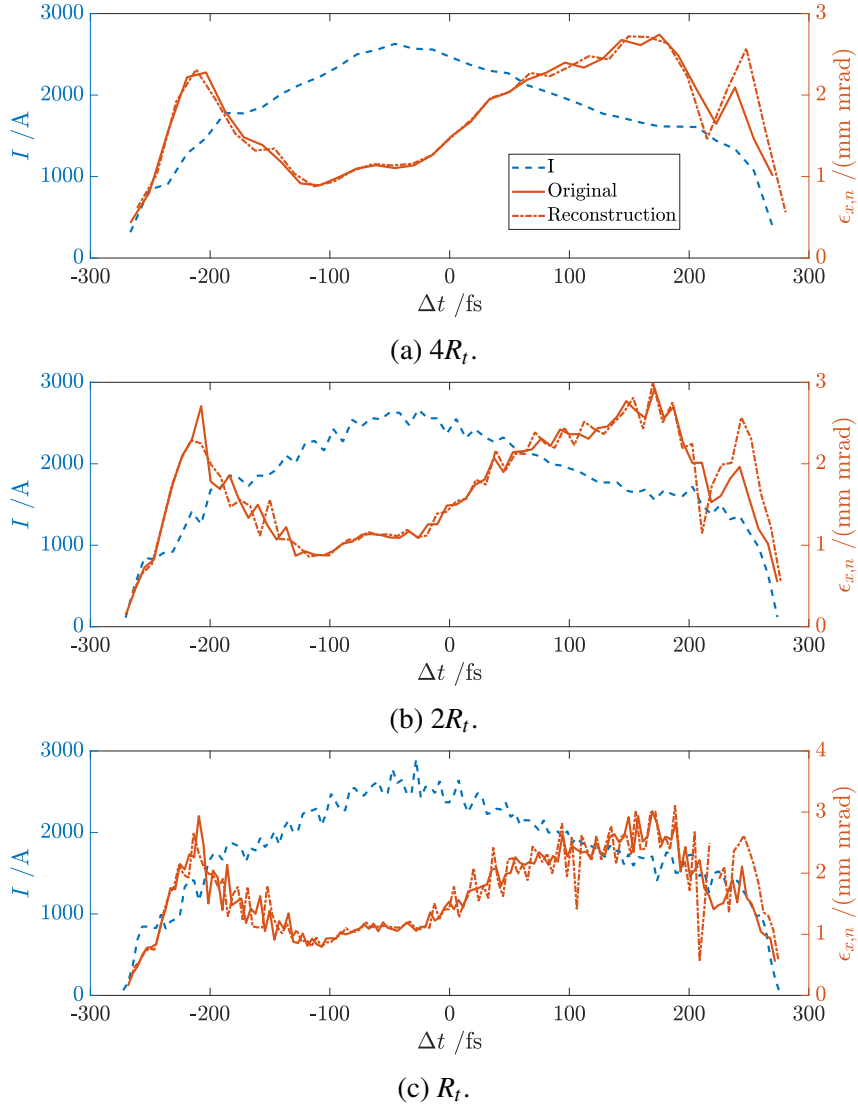 3000
2000
1000
0
I /A
3
2
1
0
ϵx,n /(mm mrad)
I
Original
Reconstruction
-300 -200 -100 0 100 200 300
Δt /fs
(a) 4Rt.
3000
2000
1000
0
I /A
3
2
1
0
ϵx,n /(mm mrad)
-300 -200 -100 0 100 200 300
Δt /fs
(b) 2Rt.
3000
2000
1000
0
I /A
4
3
2
1
0
ϵx,n /(mm mrad)
-300 -200 -100 0 100 200 300
Δt /fs
(c) Rt.